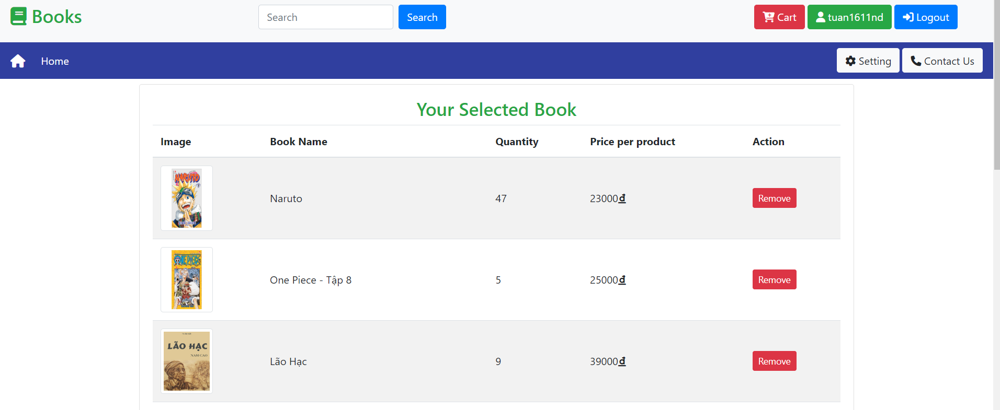 Books
Search
Search
Cart
tuan1611nd
Logout
Home
Setting
Contact Us
Your Selected Book
Image Book Name Quantity Price per product Action
NARUTO
Naruto 47 23000₫ Remove
ONE PIECE
One Piece - Tập 8 5 25000₫ Remove
LÃO HẠC
NAM CAO
Lão Hạc 9 39000₫ Remove